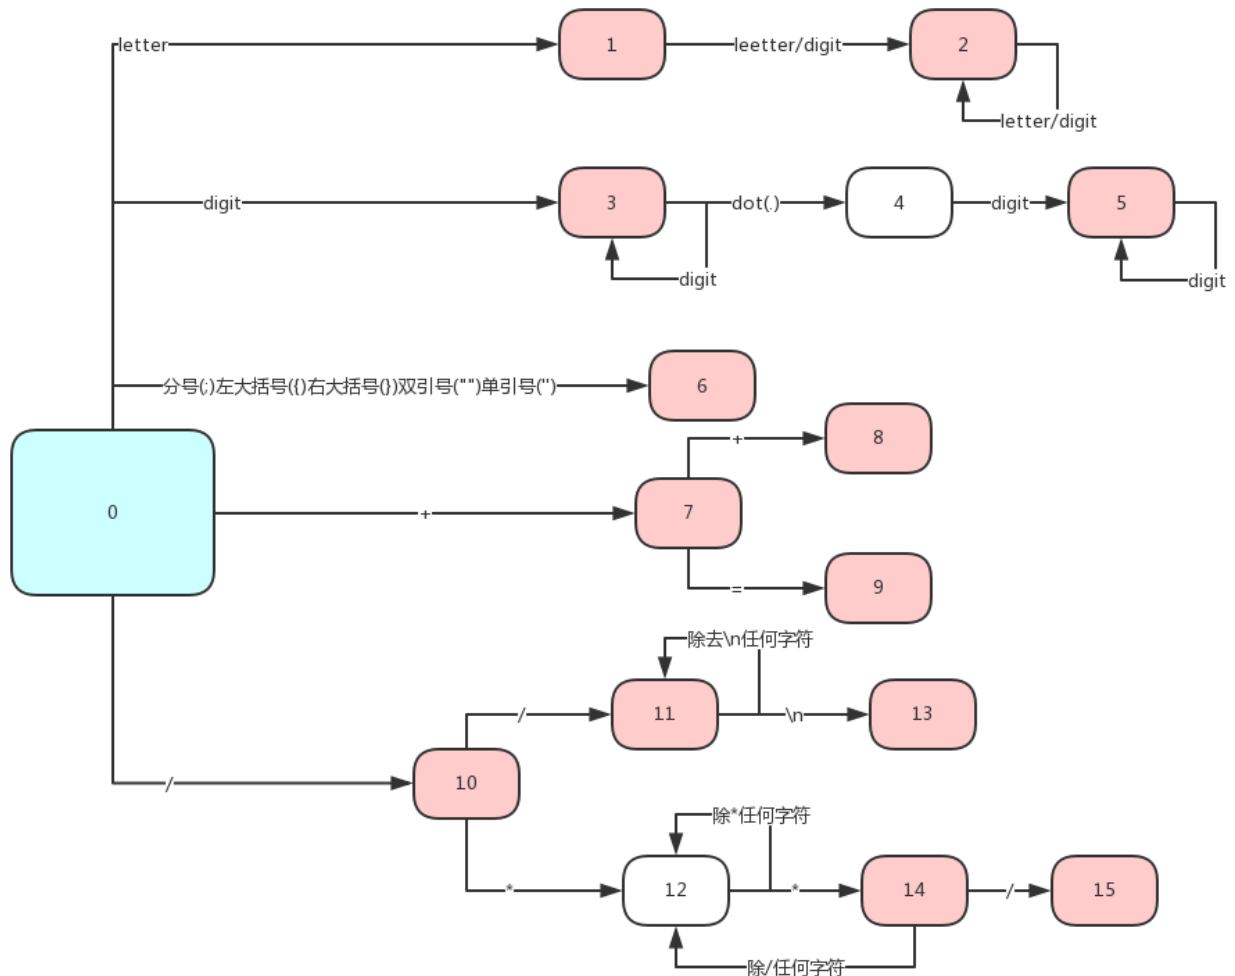 letter
1
leetter/digit
2
letter/digit
digit
3
dot(.)
4
digit
5
digit
digit
分号(;)左大括号({)右大括号(})双引号("")单引号('')
6
+
8
0
+
7
=
9
除去\n任何字符
/
11
\n
13
/
10
除*任何字符
*
12
*
14
/
15
除/任何字符